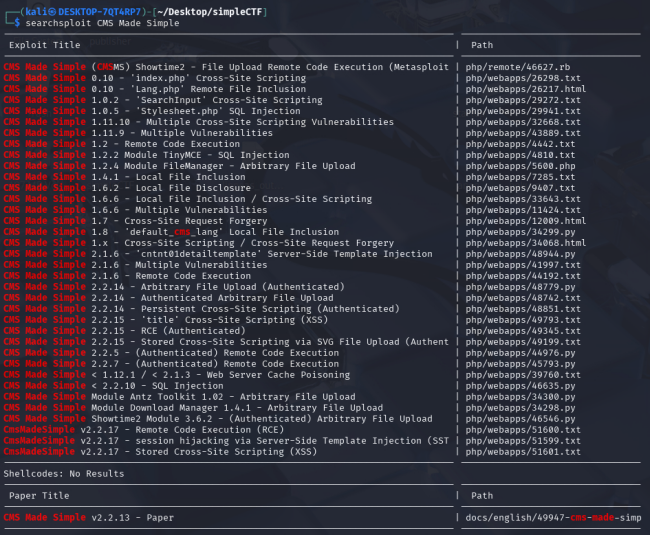 (kali㉿DESKTOP-7QT4RP7)-[~/Desktop/simpleCTF]
$ searchsploit CMS Made Simple
Exploit Title | Path
CMS Made Simple (CMSMS) Showtime2 - File Upload Remote Code Execution (Metasploit | php/remote/46627.rb
CMS Made Simple 0.10 - 'index.php' Cross-Site Scripting | php/webapps/26298.txt
CMS Made Simple 0.10 - 'Lang.php' Remote File Inclusion | php/webapps/26217.html
CMS Made Simple 1.0.2 - 'SearchInput' Cross-Site Scripting | php/webapps/29272.txt
CMS Made Simple 1.0.5 - 'Stylesheet.php' SQL Injection | php/webapps/29941.txt
CMS Made Simple 1.11.10 - Multiple Cross-Site Scripting Vulnerabilities | php/webapps/32668.txt
CMS Made Simple 1.11.9 - Multiple Vulnerabilities | php/webapps/43889.txt
CMS Made Simple 1.2 - Remote Code Execution | php/webapps/4442.txt
CMS Made Simple 1.2.2 Module TinyMCE - SQL Injection | php/webapps/4810.txt
CMS Made Simple 1.2.4 Module FileManager - Arbitrary File Upload | php/webapps/5600.php
CMS Made Simple 1.4.1 - Local File Inclusion | php/webapps/7285.txt
CMS Made Simple 1.6.2 - Local File Disclosure | php/webapps/9407.txt
CMS Made Simple 1.6.6 - Local File Inclusion / Cross-Site Scripting | php/webapps/33643.txt
CMS Made Simple 1.6.6 - Multiple Vulnerabilities | php/webapps/11424.txt
CMS Made Simple 1.7 - Cross-Site Request Forgery | php/webapps/12009.html
CMS Made Simple 1.8 - 'default_cms_lang' Local File Inclusion | php/webapps/34299.py
CMS Made Simple 1.x - Cross-Site Scripting / Cross-Site Request Forgery | php/webapps/34068.html
CMS Made Simple 2.1.6 - 'cntnt01detailtemplate' Server-Side Template Injection | php/webapps/48944.py
CMS Made Simple 2.1.6 - Multiple Vulnerabilities | php/webapps/41997.txt
CMS Made Simple 2.1.6 - Remote Code Execution | php/webapps/44192.txt
CMS Made Simple 2.2.14 - Arbitrary File Upload (Authenticated) | php/webapps/48779.py
CMS Made Simple 2.2.14 - Authenticated Arbitrary File Upload | php/webapps/48742.txt
CMS Made Simple 2.2.14 - Persistent Cross-Site Scripting (Authenticated) | php/webapps/48851.txt
CMS Made Simple 2.2.15 - 'title' Cross-Site Scripting (XSS) | php/webapps/49793.txt
CMS Made Simple 2.2.15 - RCE (Authenticated) | php/webapps/49345.txt
CMS Made Simple 2.2.15 - Stored Cross-Site Scripting via SVG File Upload (Authent | php/webapps/49199.txt
CMS Made Simple 2.2.5 - (Authenticated) Remote Code Execution | php/webapps/44976.py
CMS Made Simple 2.2.7 - (Authenticated) Remote Code Execution | php/webapps/45793.py
CMS Made Simple < 1.12.1 / < 2.1.3 - Web Server Cache Poisoning | php/webapps/39760.txt
CMS Made Simple < 2.2.10 - SQL Injection | php/webapps/46635.py
CMS Made Simple Module Antz Toolkit 1.02 - Arbitrary File Upload | php/webapps/34300.py
CMS Made Simple Module Download Manager 1.4.1 - Arbitrary File Upload | php/webapps/34298.py
CMS Made Simple Showtime2 Module 3.6.2 - (Authenticated) Arbitrary File Upload | php/webapps/46546.py
CmsMadeSimple v2.2.17 - Remote Code Execution (RCE) | php/webapps/51600.txt
CmsMadeSimple v2.2.17 - session hijacking via Server-Side Template Injection (SST | php/webapps/51599.txt
CmsMadeSimple v2.2.17 - Stored Cross-Site Scripting (XSS) | php/webapps/51601.txt
Shellcodes: No Results
Paper Title | Path
CMS Made Simple v2.2.13 - Paper | docs/english/49947-cms-made-simp